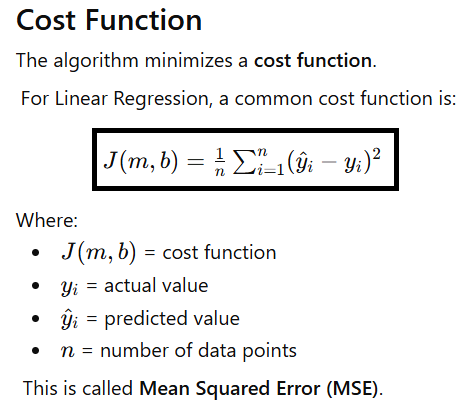 Cost Function
The algorithm minimizes a cost function.
For Linear Regression, a common cost function is:
J(m, b) = \frac{1}{n} \sum_{i=1}^{n} (\hat{y}_i − y_i)^2
Where:
• J(m, b) = cost function
• y_i = actual value
• \hat{y}_i = predicted value
• n = number of data points
This is called Mean Squared Error (MSE).